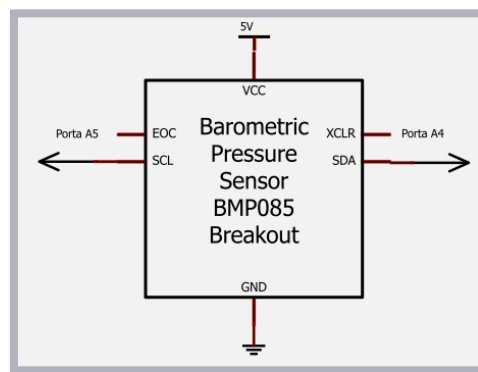 5V
VCC
Porta A5
EOC
Barometric
XCLR
Porta A4
SCL
Pressure
SDA
Sensor
BMP085
Breakout
GND